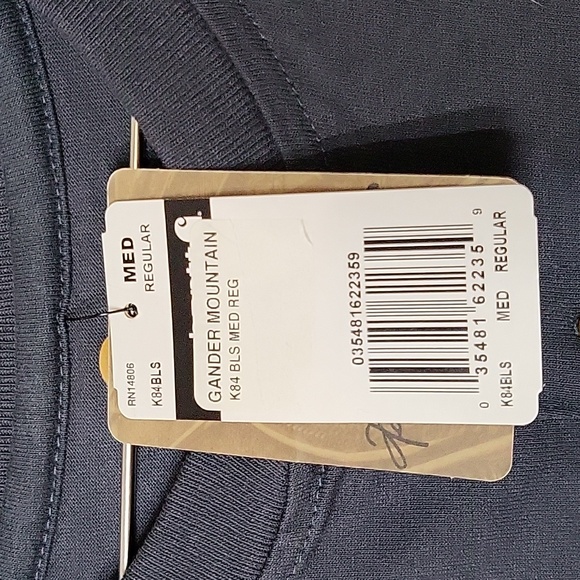 MED
REGULAR
RN14806
K84BLS
GANDER MOUNTAIN
K84 BLS MED REG
035481622359
0 35481 62235 9
K84BLS MED REGULAR